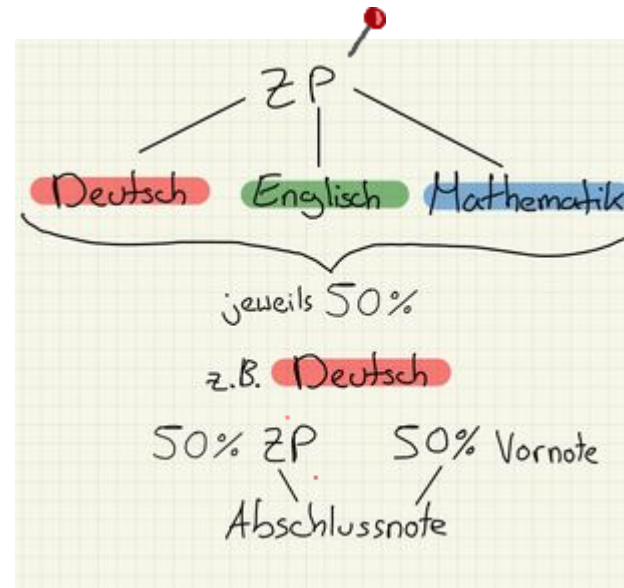 ZP
Deutsch Englisch Mathematik
jeweils 50%
z.B. Deutsch
50% ZP 50% Vornote
Abschlussnote